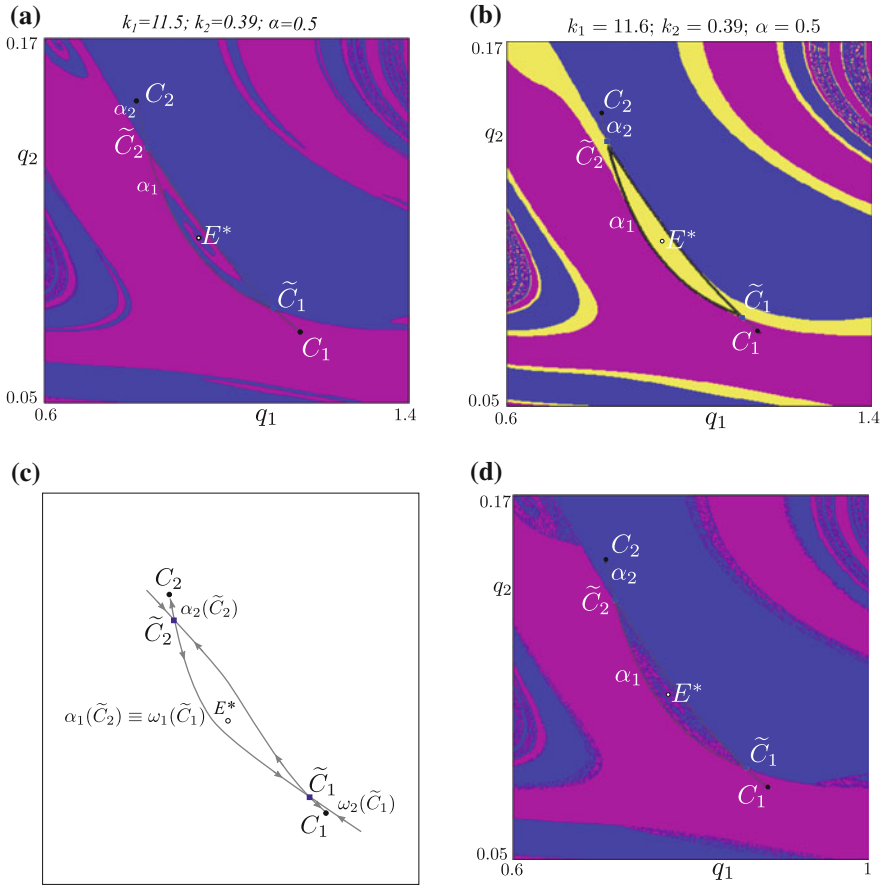 (a)
k₁=11.5; k₂=0.39; α=0.5
0.17
q₂
0.05
0.6
q₁
1.4
C₂
α₂
C̃₂
α₁
E*
C̃₁
C₁
(b)
k₁ = 11.6; k₂ = 0.39; α = 0.5
0.17
q₂
0.05
0.6
q₁
1.4
C₂
α₂
C̃₂
α₁
E*
C̃₁
C₁
(c)
C₂
α₂(C̃₂)
C̃₂
E*
α₁(C̃₂) ≡ ω₁(C̃₁)
C̃₁
ω₂(C̃₁)
C₁
(d)
0.17
q₂
0.05
0.6
q₁
1
C₂
α₂
C̃₂
α₁
E*
C̃₁
C₁